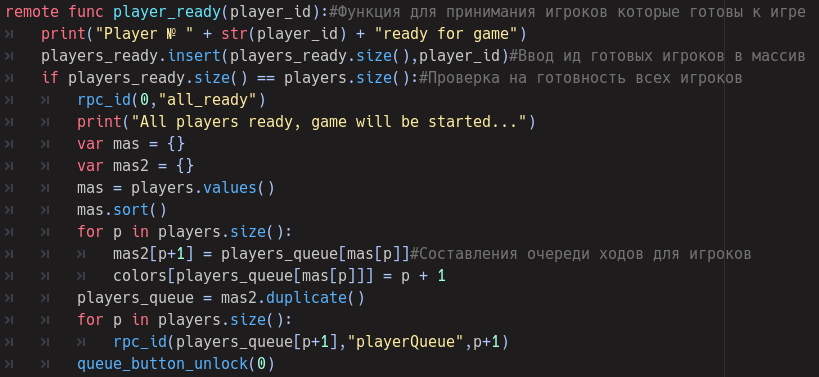 remote func player_ready(player_id):#Функция для принимания игроков которые готовы к игре
print("Player № " + str(player_id) + "ready for game")
players_ready.insert(players_ready.size(),player_id)#Ввод ид готовых игроков в массив
if players_ready.size() == players.size():#Проверка на готовность всех игроков
rpc_id(0,"all_ready")
print("All players ready, game will be started...")
var mas = {}
var mas2 = {}
mas = players.values()
mas.sort()
for p in players.size():
mas2[p+1] = players_queue[mas[p]]#Составления очереди ходов для игроков
colors[players_queue[mas[p]]] = p + 1
players_queue = mas2.duplicate()
for p in players.size():
rpc_id(players_queue[p+1],"playerQueue",p+1)
queue_button_unlock(0)